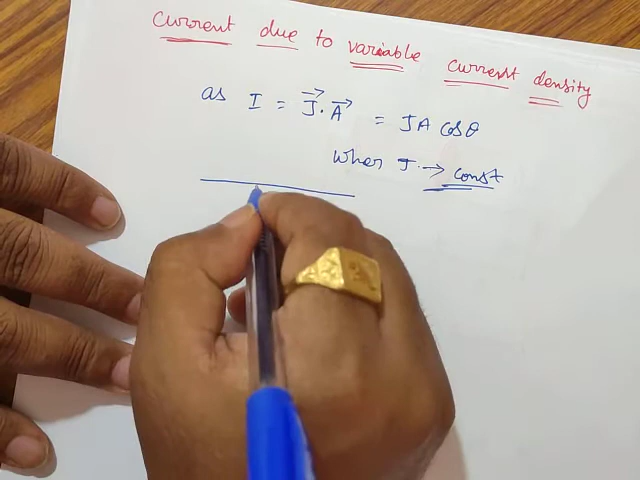 Current due to variable current density
as I = J⃗ · A⃗ = JA cosθ
when J → const